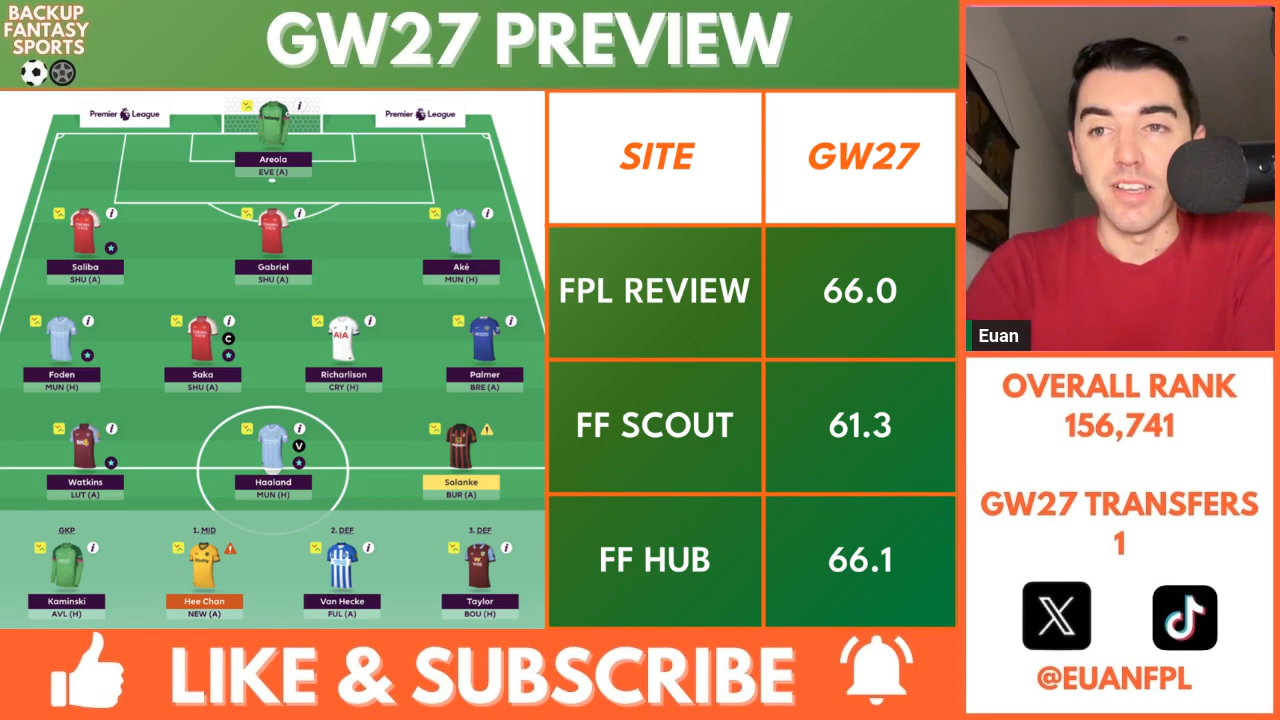 BACKUP
FANTASY
SPORTS
GW27 PREVIEW
Premier League
Premier League
Areola
EVE (A)
Saliba
SHU (A)
Gabriel
SHU (A)
Aké
MUN (H)
Foden
MUN (H)
C
Saka
SHU (A)
AIA
Richarlison
CRY (H)
Palmer
BRE (A)
Watkins
LUT (A)
V
Haaland
MUN (H)
Solanke
BUR (A)
GKP
Kaminski
AVL (H)
1. MID
Hee Chan
NEW (A)
2. DEF
Van Hecke
FUL (A)
3. DEF
Taylor
BOU (H)
SITE
GW27
FPL REVIEW
66.0
FF SCOUT
61.3
FF HUB
66.1
Euan
OVERALL RANK
156,741
GW27 TRANSFERS
1
@EUANFPL
LIKE & SUBSCRIBE